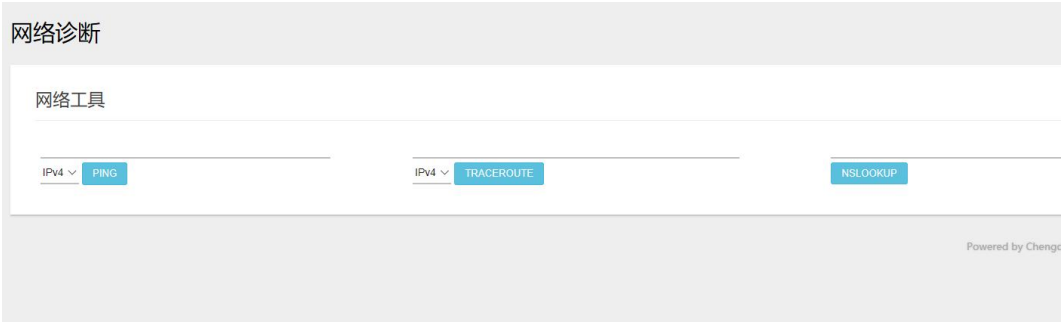 网络诊断
网络工具
IPv4 PING
IPv4 TRACEROUTE
NSLOOKUP
Powered by